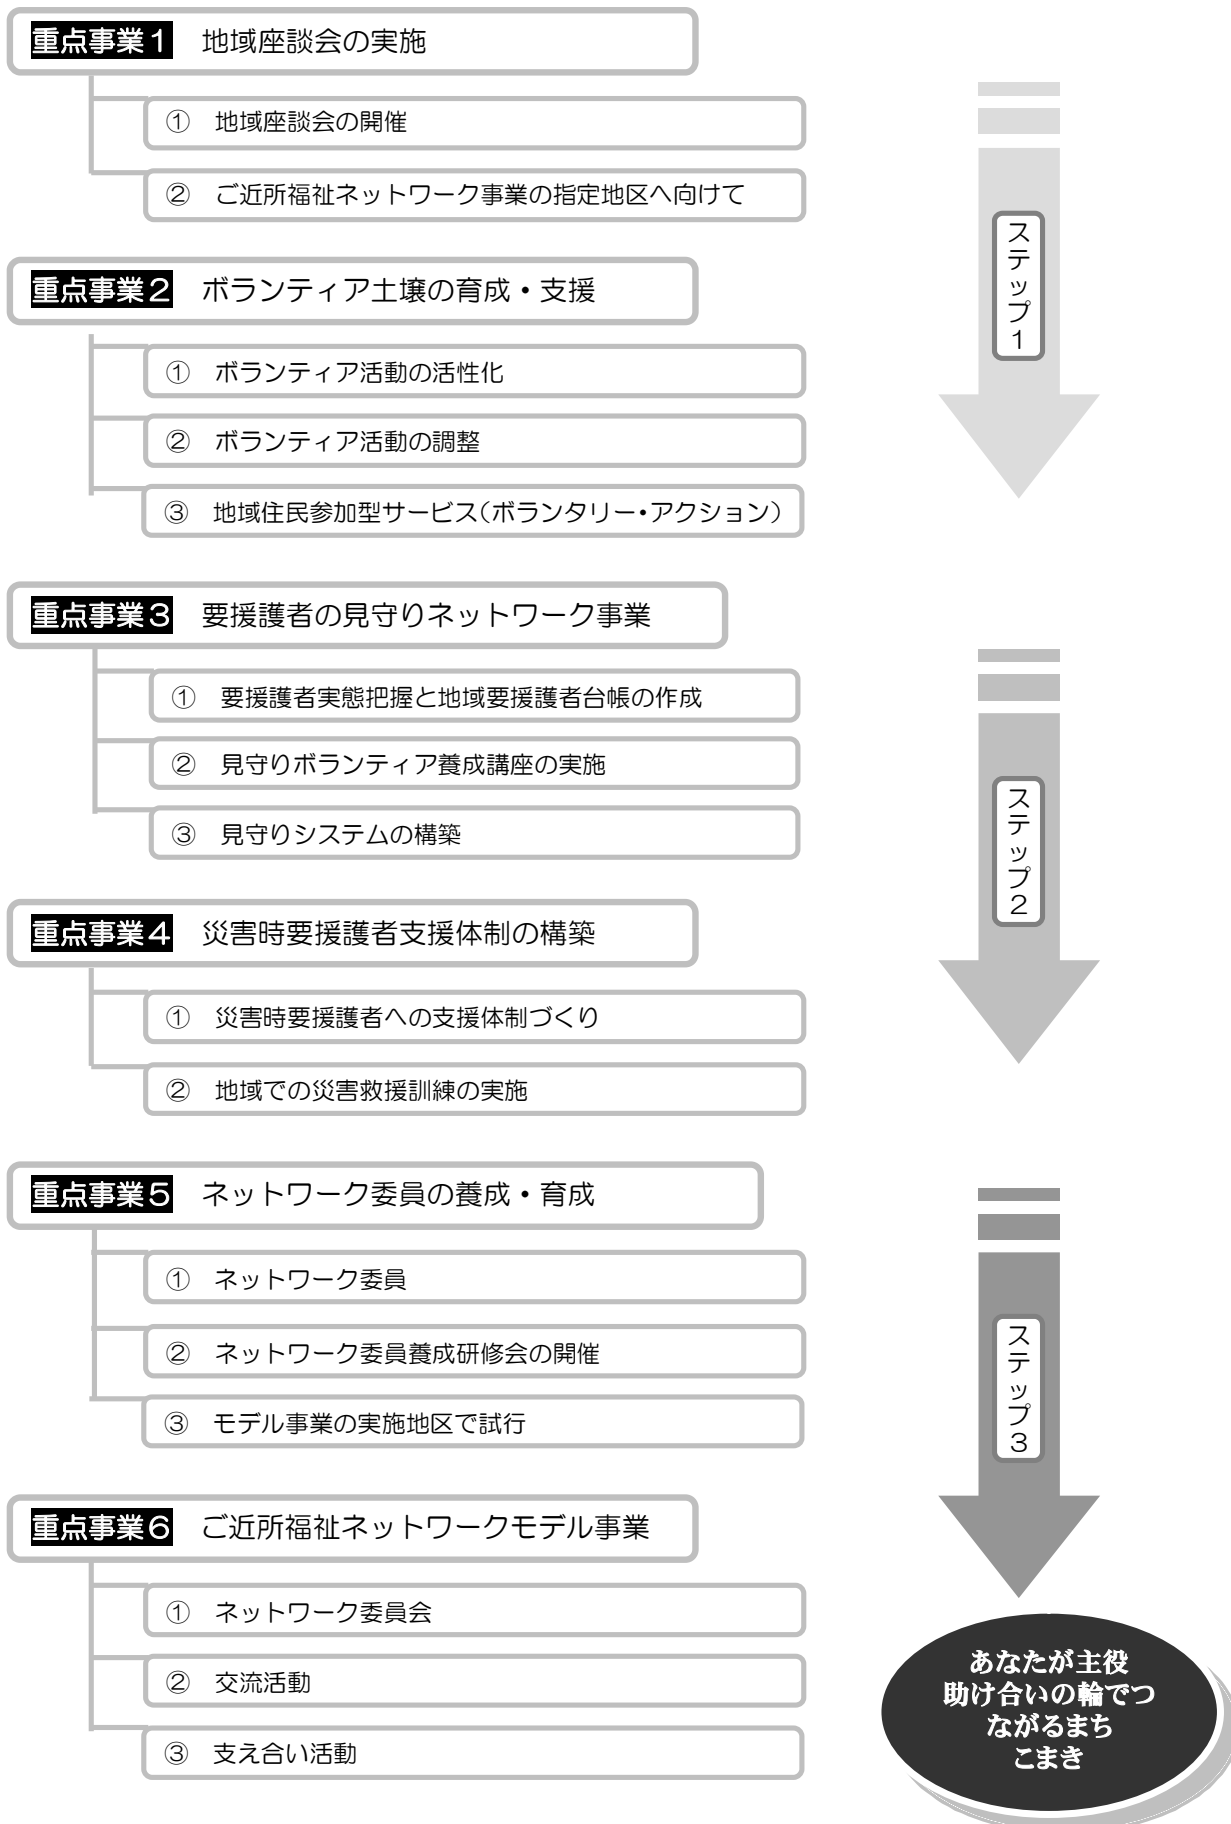 重点事業１　地域座談会の実施
①　地域座談会の開催
②　ご近所福祉ネットワーク事業の指定地区へ向けて
重点事業２　ボランティア土壌の育成・支援
①　ボランティア活動の活性化
②　ボランティア活動の調整
③　地域住民参加型サービス（ボランタリー・アクション）
ステップ１
重点事業３　要援護者の見守りネットワーク事業
①　要援護者実態把握と地域要援護者台帳の作成
②　見守りボランティア養成講座の実施
③　見守りシステムの構築
重点事業４　災害時要援護者支援体制の構築
①　災害時要援護者への支援体制づくり
②　地域での災害救援訓練の実施
ステップ２
重点事業５　ネットワーク委員の養成・育成
①　ネットワーク委員
②　ネットワーク委員養成研修会の開催
③　モデル事業の実施地区で試行
重点事業６　ご近所福祉ネットワークモデル事業
①　ネットワーク委員会
②　交流活動
③　支え合い活動
ステップ３
あなたが主役
助け合いの輪でつ
ながるまち
こまき